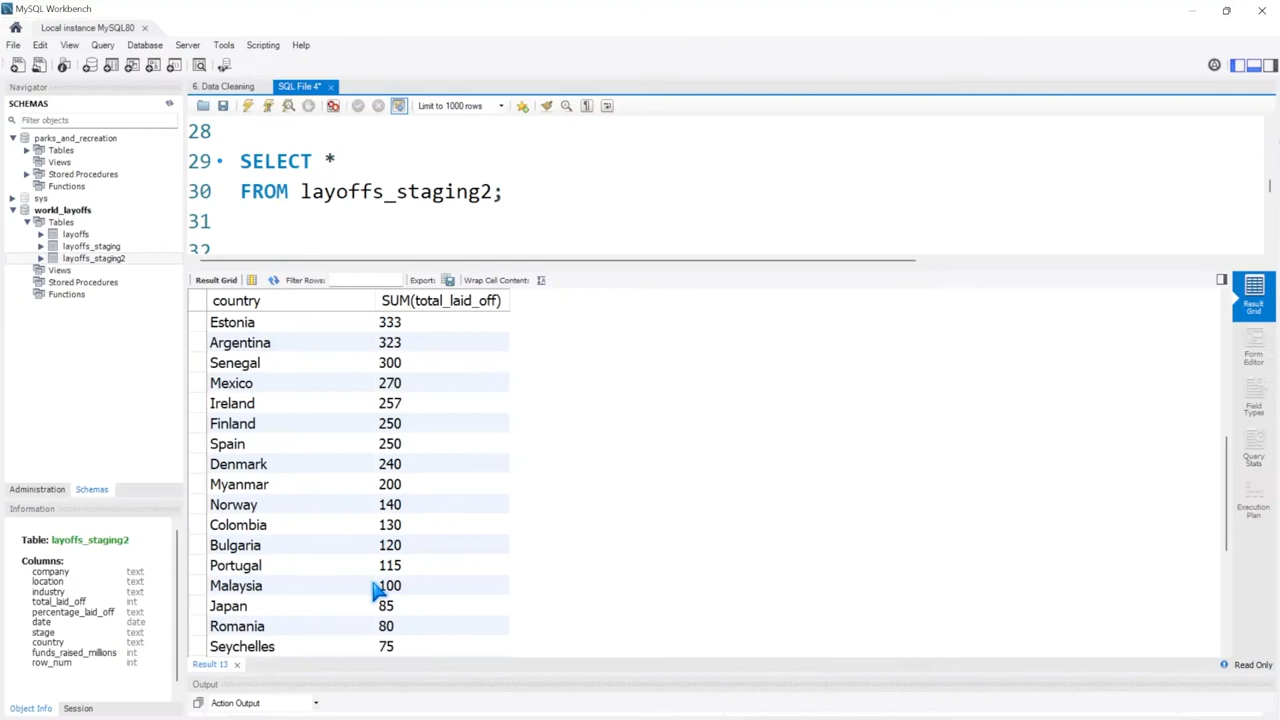 MySQL Workbench
Local instance MySQL80
File Edit View Query Database Server Tools Scripting Help
Navigator
SCHEMAS
Filter objects
parks_and_recreation
Tables
Views
Stored Procedures
Functions
sys
world_layoffs
Tables
layoffs
layoffs_staging
layoffs_staging2
Views
Stored Procedures
Functions
Administration Schemas
Information
Table: layoffs_staging2
Columns:
company text
location text
industry text
total_laid_off int
percentage_laid_off text
date date
stage text
country text
funds_raised_millions int
row_num int
Object Info Session
6. Data Cleaning SQL File 4*
Limit to 1000 rows
28
29 SELECT *
30 FROM layoffs_staging2;
31
32
Result Grid Filter Rows: Export: Wrap Cell Content:
country SUM(total_laid_off)
Estonia 333
Argentina 323
Senegal 300
Mexico 270
Ireland 257
Finland 250
Spain 250
Denmark 240
Myanmar 200
Norway 140
Colombia 130
Bulgaria 120
Portugal 115
Malaysia 100
Japan 85
Romania 80
Seychelles 75
Result 13
Read Only
Output
Action Output
Result
Grid
Form
Editor
Field
Types
Query
Stats
Execution
Plan